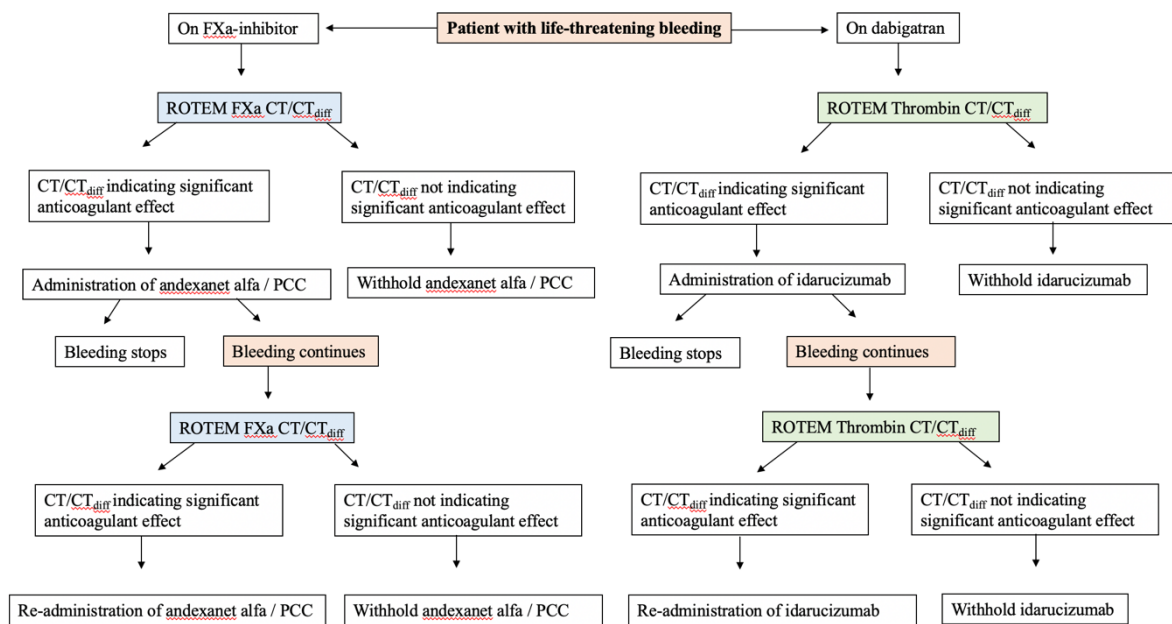 On FXa-inhibitor
Patient with life-threatening bleeding
On dabigatran
ROTEM FXa CT/CTdiff
ROTEM Thrombin CT/CTdiff
CT/CTdiff indicating significant
anticoagulant effect
CT/CTdiff not indicating
significant anticoagulant effect
CT/CTdiff indicating significant
anticoagulant effect
CT/CTdiff not indicating
significant anticoagulant effect
Administration of andexanet alfa / PCC
Withhold andexanet alfa / PCC
Administration of idarucizumab
Withhold idarucizumab
Bleeding stops
Bleeding continues
Bleeding stops
Bleeding continues
ROTEM FXa CT/CTdiff
ROTEM Thrombin CT/CTdiff
CT/CTdiff indicating significant
anticoagulant effect
CT/CTdiff not indicating
significant anticoagulant effect
CT/CTdiff indicating significant
anticoagulant effect
CT/CTdiff not indicating
significant anticoagulant effect
Re-administration of andexanet alfa / PCC
Withhold andexanet alfa / PCC
Re-administration of idarucizumab
Withhold idarucizumab